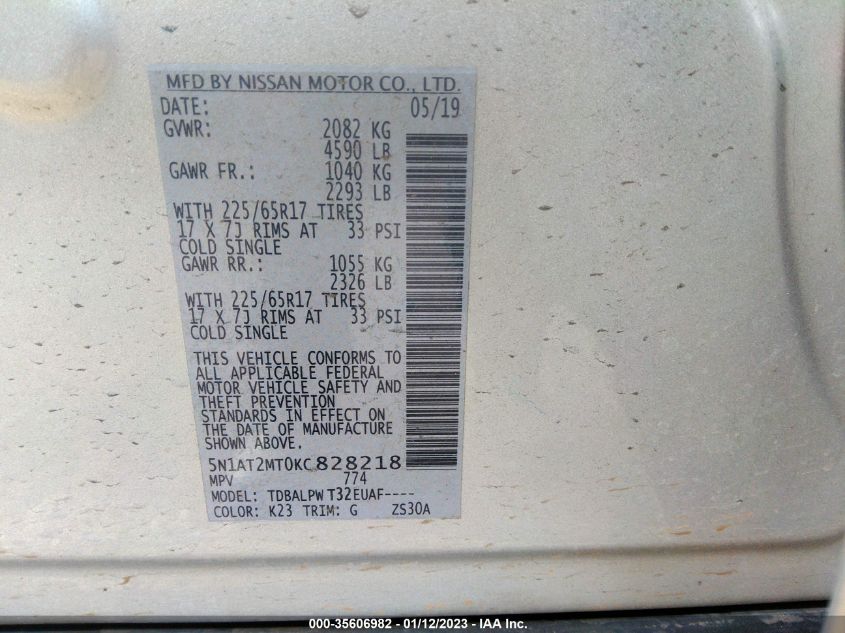 MFD BY NISSAN MOTOR CO., LTD.
DATE: 05/19
GVWR: 2082 KG
4590 LB
GAWR FR.: 1040 KG
2293 LB
WITH 225/65R17 TIRES
17 X 7J RIMS AT 33 PSI
COLD SINGLE
GAWR RR.: 1055 KG
2326 LB
WITH 225/65R17 TIRES
17 X 7J RIMS AT 33 PSI
COLD SINGLE
THIS VEHICLE CONFORMS TO
ALL APPLICABLE FEDERAL
MOTOR VEHICLE SAFETY AND
THEFT PREVENTION
STANDARDS IN EFFECT ON
THE DATE OF MANUFACTURE
SHOWN ABOVE.
5N1AT2MT0KC828218
MPV 774
MODEL: TDBALPW T32EUAF----
COLOR: K23 TRIM: G ZS30A
000-35606982 - 01/12/2023 - IAA Inc.